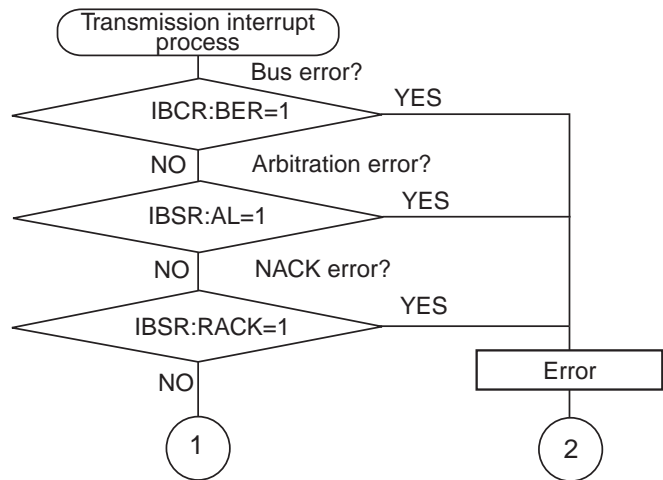 Transmission interrupt
process
Bus error?
IBCR:BER=1
YES
NO
Arbitration error?
IBSR:AL=1
YES
NO
NACK error?
IBSR:RACK=1
YES
NO
Error
1
2